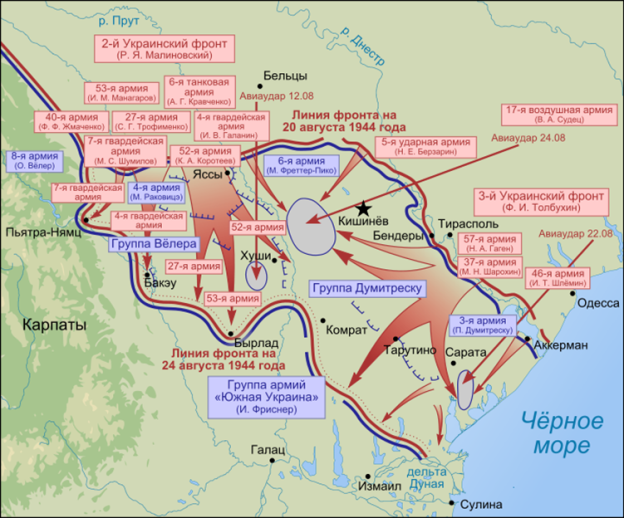 р. Прут
2-й Украинский фронт
(Р. Я. Малиновский)
р. Днестр
53-я армия
(И. М. Манагаров)
6-я танковая
армия
(А. Г. Кравченко)
Бельцы
Авиаудар 12.08
40-я армия
(Ф. Ф. Жмаченко)
27-я армия
(С. Г. Трофименко)
4-я гвардейская
армия
(И. В. Галанин)
Линия фронта на
20 августа 1944 года
17-я воздушная армия
(В. А. Судец)
Авиаудар 24.08
7-я гвардейская
армия
(М. С. Шумилов)
52-я армия
(К. А. Коротеев)
5-я ударная армия
(Н. Е. Берзарин)
8-я армия
(О. Вёлер)
6-я армия
(М. Фреттер-Пико)
Яссы
7-я гвардейская
армия
4-я армия
(М. Раковицэ)
3-й Украинский фронт
(Ф. И. Толбухин)
4-я гвардейская
армия
52-я армия
Кишинёв
Тирасполь
Пьятра-Нямц
Бендеры
Авиаудар 22.08
Группа Вёлера
57-я армия
(Н. А. Гаген)
Хуши
37-я армия
(М. Н. Шарохин)
27-я армия
46-я армия
(И. Т. Шлёмин)
Бакэу
Группа Думитреску
Одесса
53-я армия
3-я армия
(П. Думитреску)
Карпаты
Комрат
Бырлад
Аккерман
Тарутино
Сарата
Линия фронта на
24 августа 1944 года
Группа армий
«Южная Украина»
(И. Фриснер)
Чёрное
море
Галац
дельта
Дуная
Измаил
Сулина